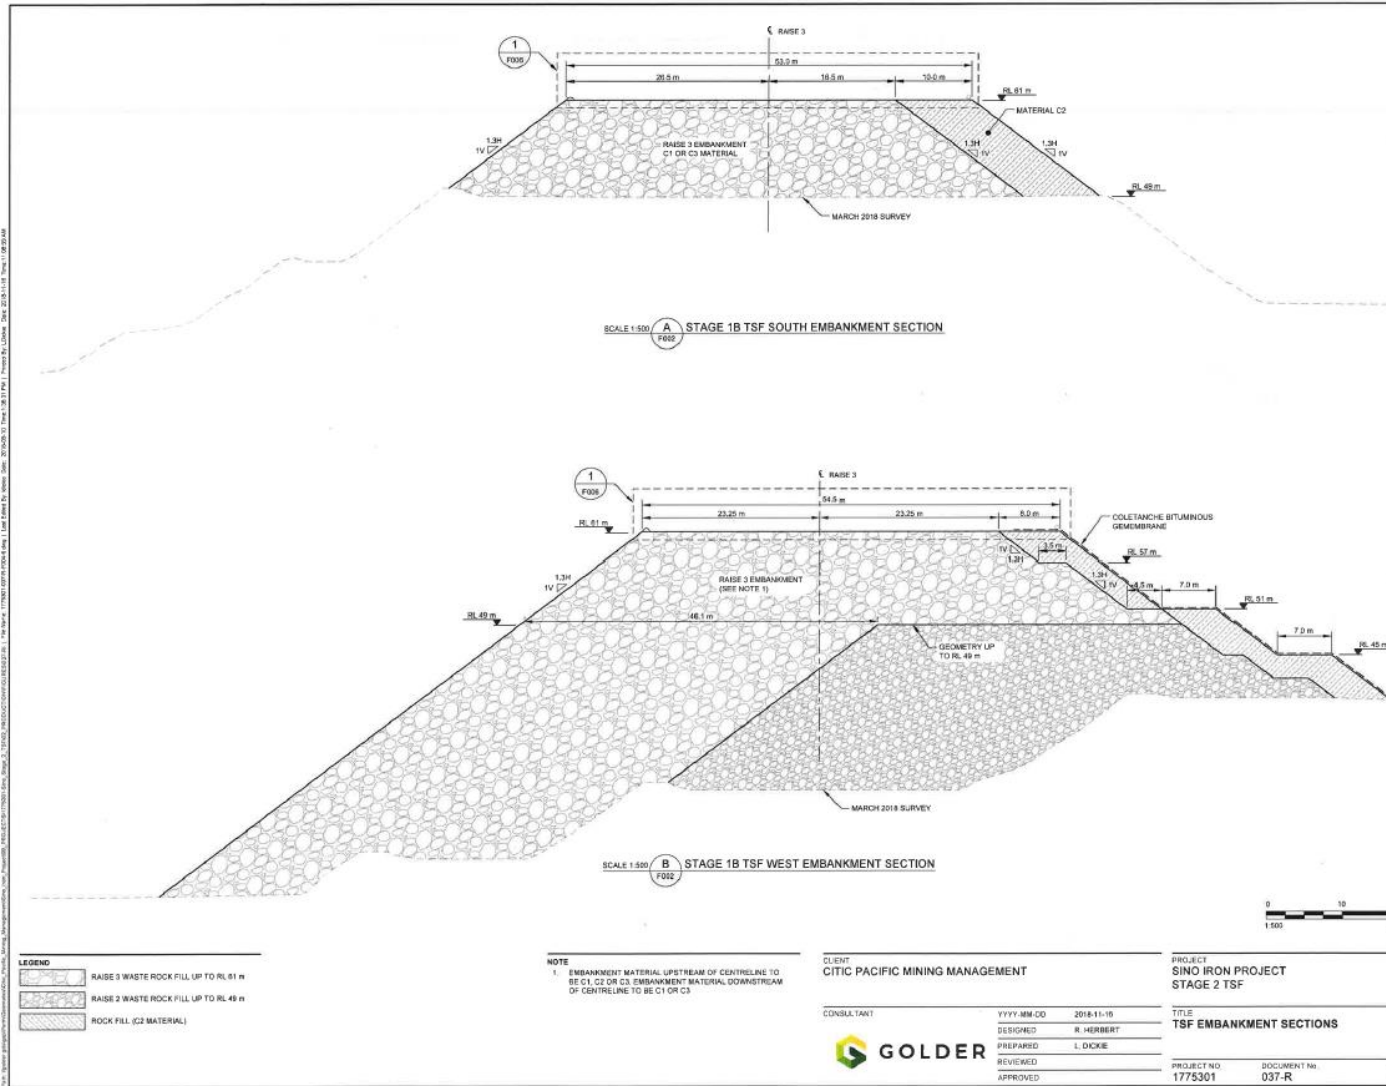 ℄ RAISE 3
1
F006
53.0 m
26.5 m
16.5 m
10.0 m
RL 61 m
MATERIAL C2
1.3H
1V
RAISE 3 EMBANKMENT
C1 OR C3 MATERIAL
1.3H
1V
1.3H
1V
RL 49 m
MARCH 2018 SURVEY
SCALE 1:500
A
F002
STAGE 1B TSF SOUTH EMBANKMENT SECTION
℄ RAISE 3
1
F006
54.5 m
23.25 m
23.25 m
8.0 m
COLETANCHE BITUMINOUS
GEMEMBRANE
RL 61 m
3.5 m
1V
1.3H
RL 57 m
1.3H
1V
RAISE 3 EMBANKMENT
(SEE NOTE 1)
1.3H
1V
4.5 m
7.0 m
RL 51 m
RL 49 m
46.1 m
7.0 m
GEOMETRY UP
TO RL 49 m
RL 45 m
MARCH 2018 SURVEY
SCALE 1:500
B
F002
STAGE 1B TSF WEST EMBANKMENT SECTION
0 10
1:500
LEGEND
RAISE 3 WASTE ROCK FILL UP TO RL 61 m
RAISE 2 WASTE ROCK FILL UP TO RL 49 m
ROCK FILL (C2 MATERIAL)
NOTE
1. EMBANKMENT MATERIAL UPSTREAM OF CENTRELINE TO
BE C1, C2 OR C3. EMBANKMENT MATERIAL DOWNSTREAM
OF CENTRELINE TO BE C1 OR C3
CLIENT
CITIC PACIFIC MINING MANAGEMENT
PROJECT
SINO IRON PROJECT
STAGE 2 TSF
CONSULTANT
GOLDER
YYYY-MM-DD 2018-11-16
DESIGNED R. HERBERT
PREPARED L. DICKIE
REVIEWED
APPROVED
TITLE
TSF EMBANKMENT SECTIONS
PROJECT NO.
1775301
DOCUMENT No.
037-R